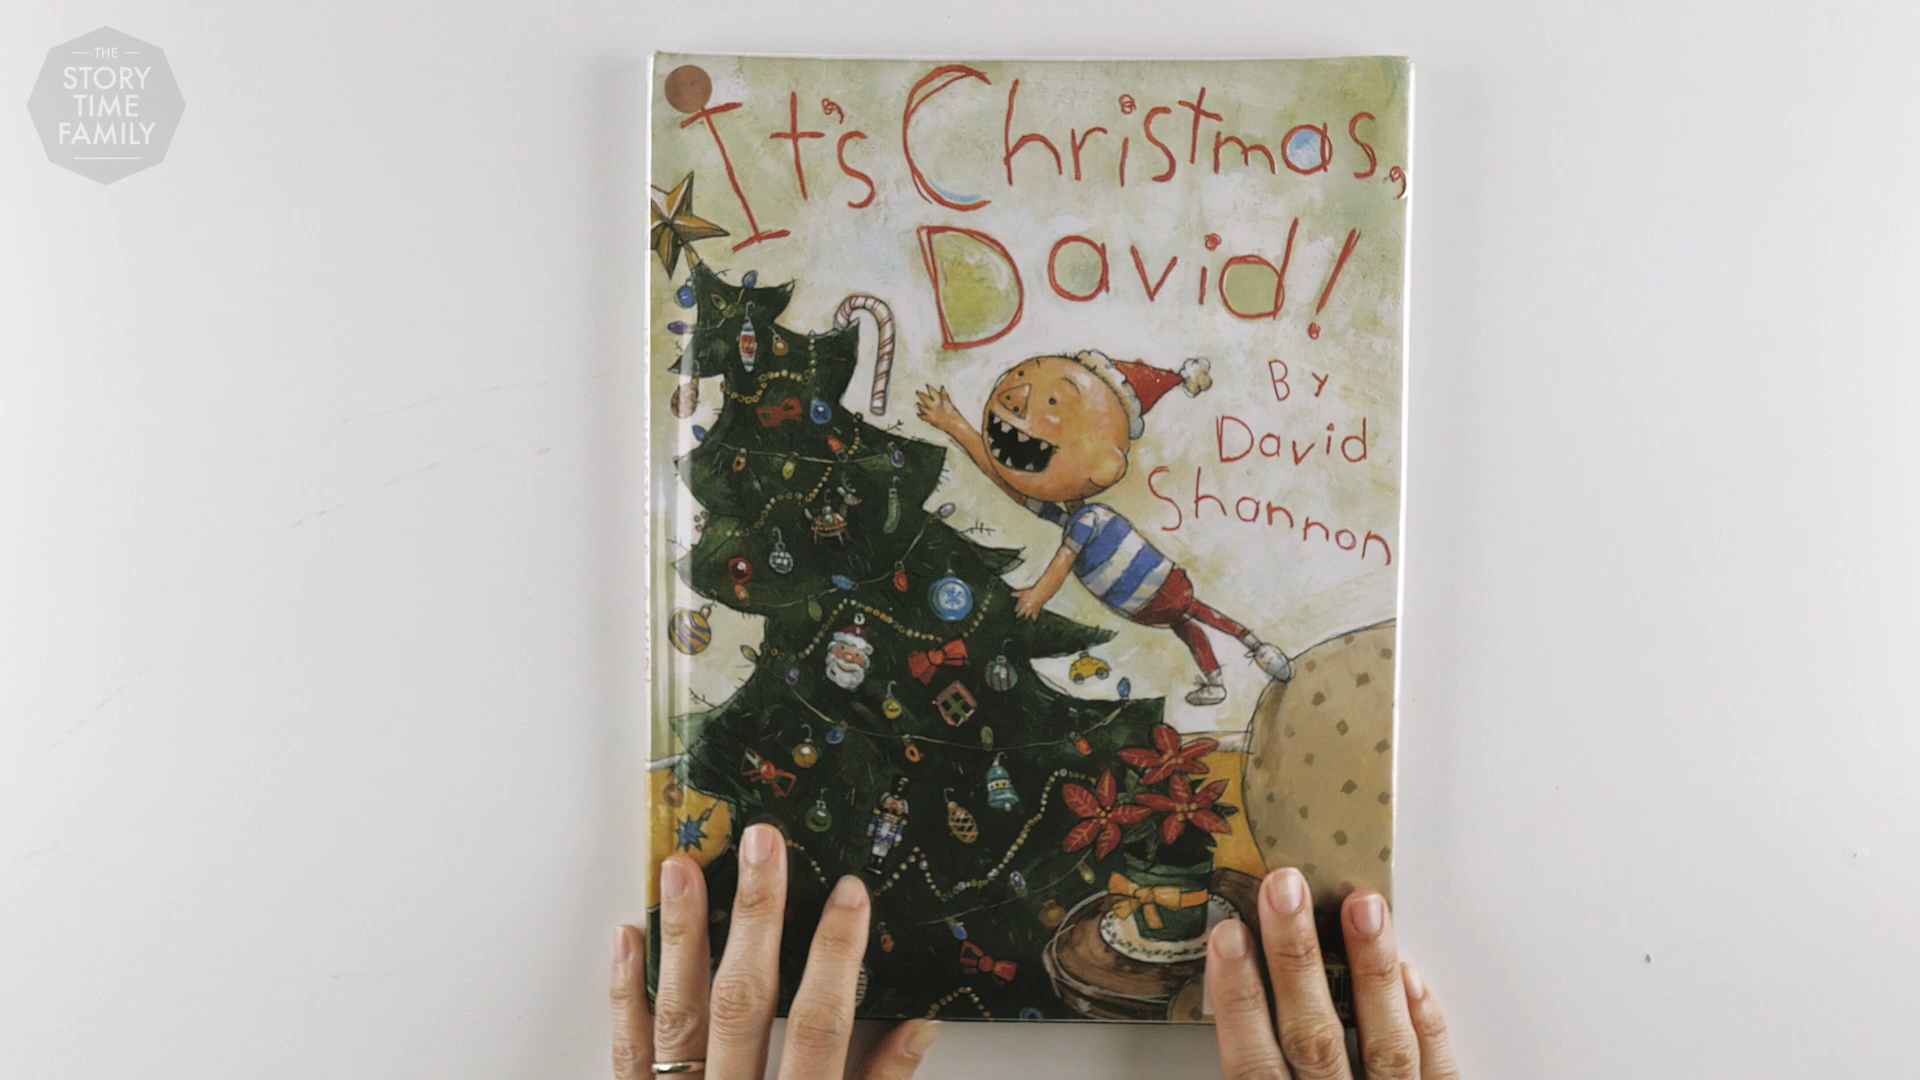 THE
STORY
TIME
FAMILY
It's Christmas,
David!
By
David
Shannon